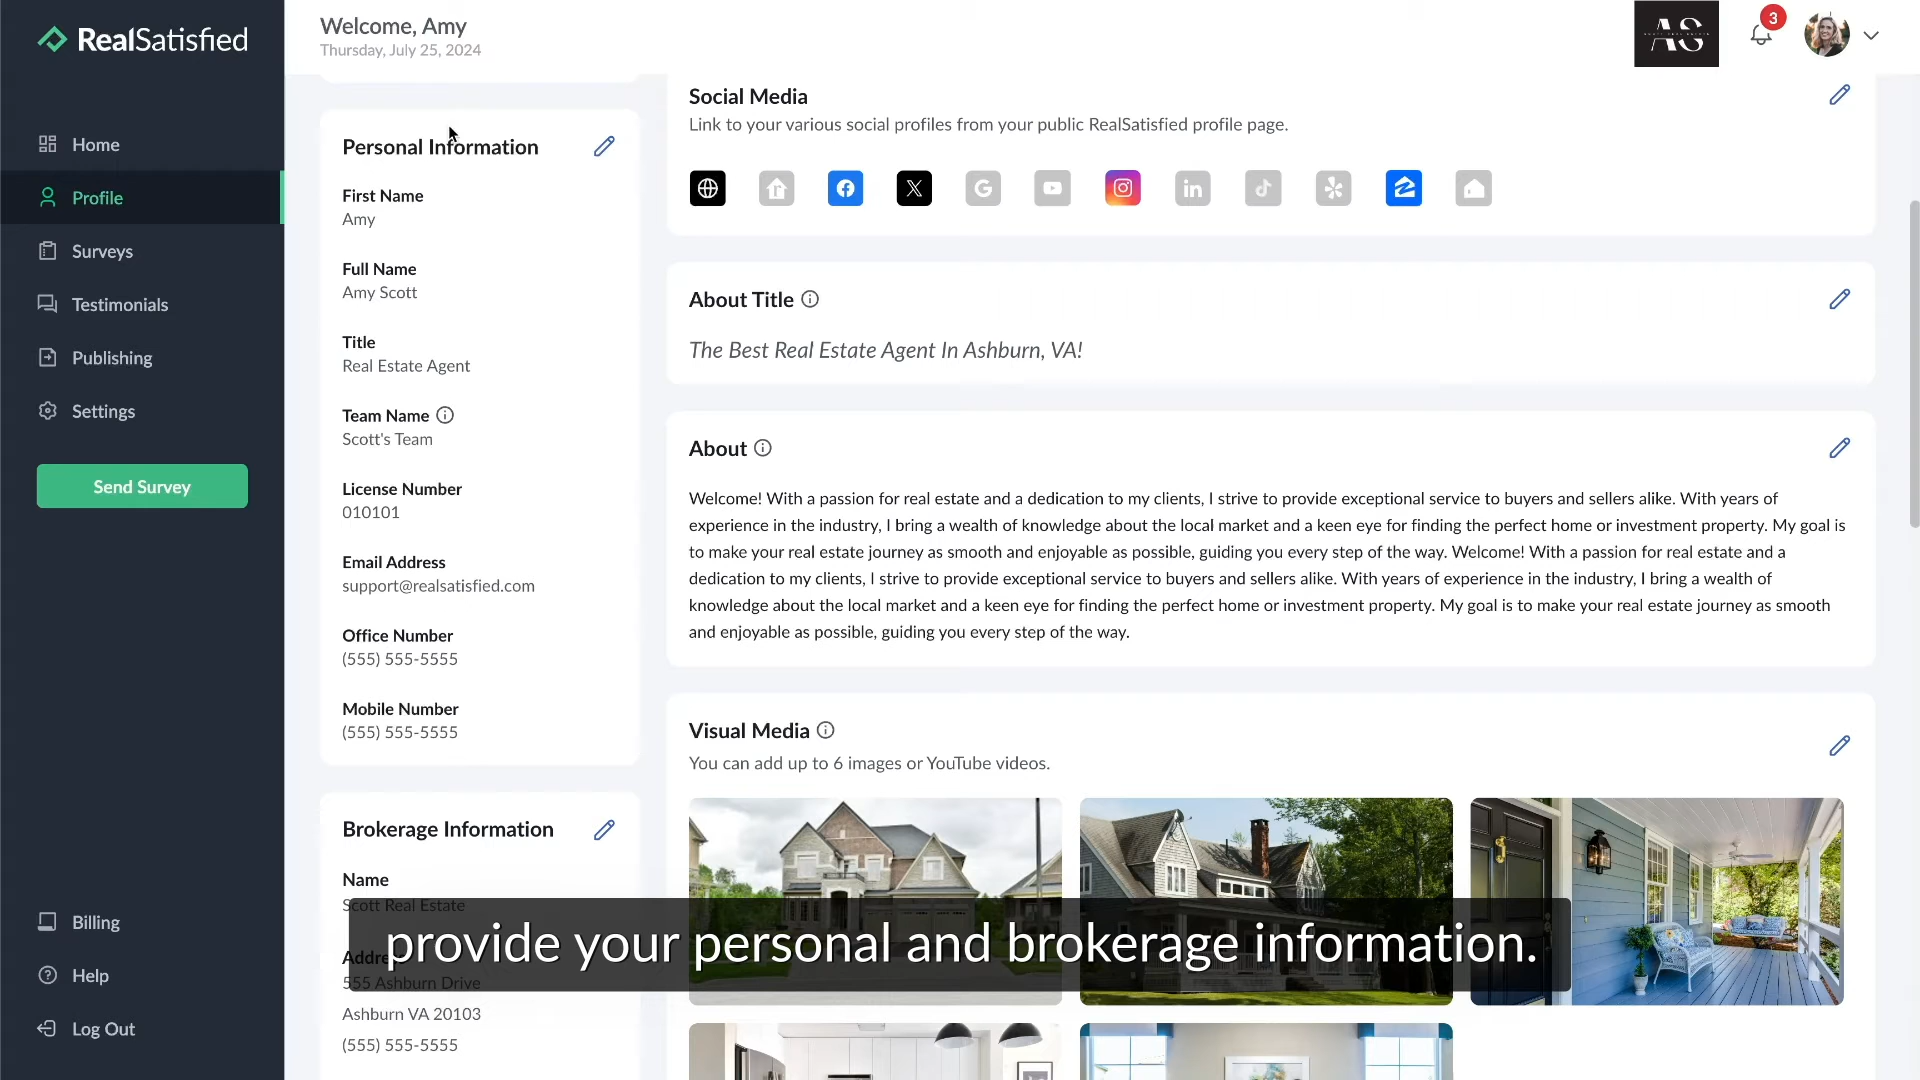 RealSatisfied
Welcome, Amy
Thursday, July 25, 2024
AS
3
Home
Profile
Surveys
Testimonials
Publishing
Settings
Send Survey
Billing
Help
Log Out
Personal Information
First Name
Amy
Full Name
Amy Scott
Title
Real Estate Agent
Team Name
Scott's Team
License Number
010101
Email Address
support@realsatisfied.com
Office Number
(555) 555-5555
Mobile Number
(555) 555-5555
Brokerage Information
Name
Scott Real Estate
Address
555 Ashburn Drive
Ashburn VA 20103
(555) 555-5555
Social Media
Link to your various social profiles from your public RealSatisfied profile page.
About Title
The Best Real Estate Agent In Ashburn, VA!
About
Welcome! With a passion for real estate and a dedication to my clients, I strive to provide exceptional service to buyers and sellers alike. With years of
experience in the industry, I bring a wealth of knowledge about the local market and a keen eye for finding the perfect home or investment property. My goal is
to make your real estate journey as smooth and enjoyable as possible, guiding you every step of the way. Welcome! With a passion for real estate and a
dedication to my clients, I strive to provide exceptional service to buyers and sellers alike. With years of experience in the industry, I bring a wealth of
knowledge about the local market and a keen eye for finding the perfect home or investment property. My goal is to make your real estate journey as smooth
and enjoyable as possible, guiding you every step of the way.
Visual Media
You can add up to 6 images or YouTube videos.
provide your personal and brokerage information.